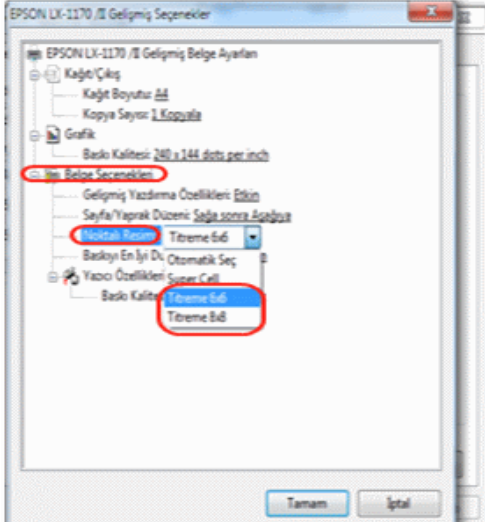 EPSON LX-1170 /II Gelişmiş Seçenekler
EPSON LX-1170 /II Gelişmiş Belge Ayarları
Kağıt/Çıkış
Kağıt Boyutu: A4
Kopya Sayısı: 1 Kopyala
Grafik
Baskı Kalitesi: 240 x 144 dots per inch
Belge Seçenekleri
Gelişmiş Yazdırma Özellikleri: Etkin
Sayfa/Yaprak Düzeni: Sağa sonra Aşağıya
Noktalı Resim: Titreme 6x6
Baskıyı En İyi
Otomatik Seç
Yazıcı Özellikleri
Super Cell
Baskı
Titreme 6x6
Titreme 8x8
Tamam
İptal